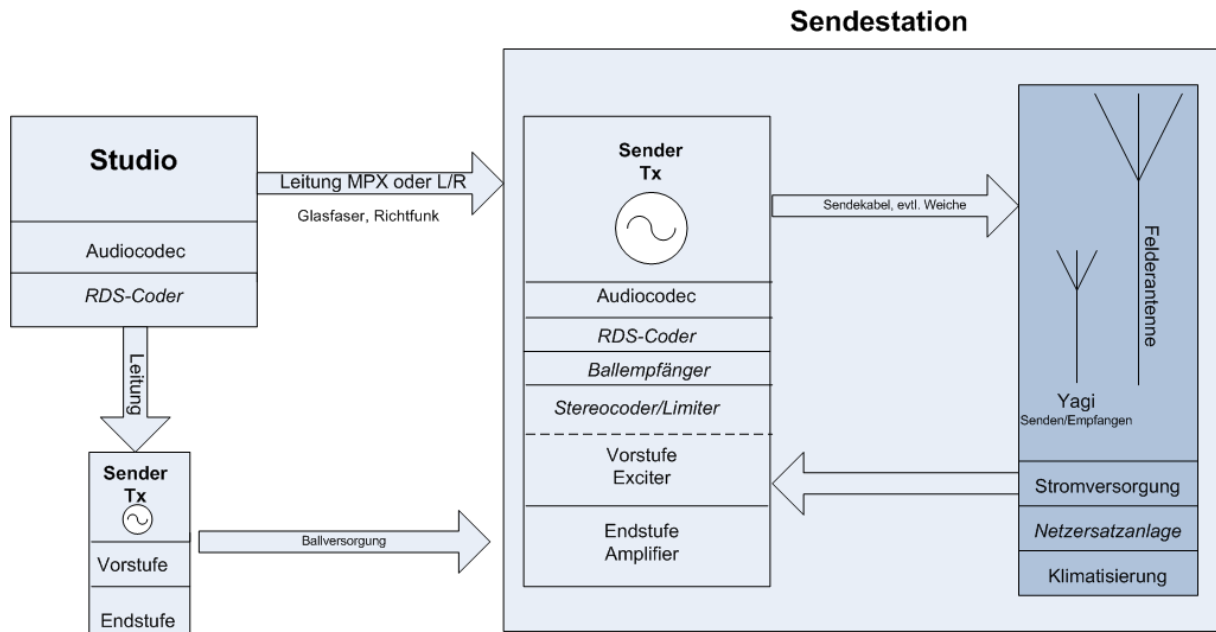 Sendestation
Studio
Audiocodec
RDS-Coder
Leitung MPX oder L/R
Glasfaser, Richtfunk
Leitung
Sender
Tx
Vorstufe
Endstufe
Ballversorgung
Sender
Tx
Audiocodec
RDS-Coder
Ballempfänger
Stereocoder/Limiter
Vorstufe
Exciter
Endstufe
Amplifier
Sendekabel, evtl. Weiche
Felderantenne
Yagi
Senden/Empfangen
Stromversorgung
Netzersatzanlage
Klimatisierung